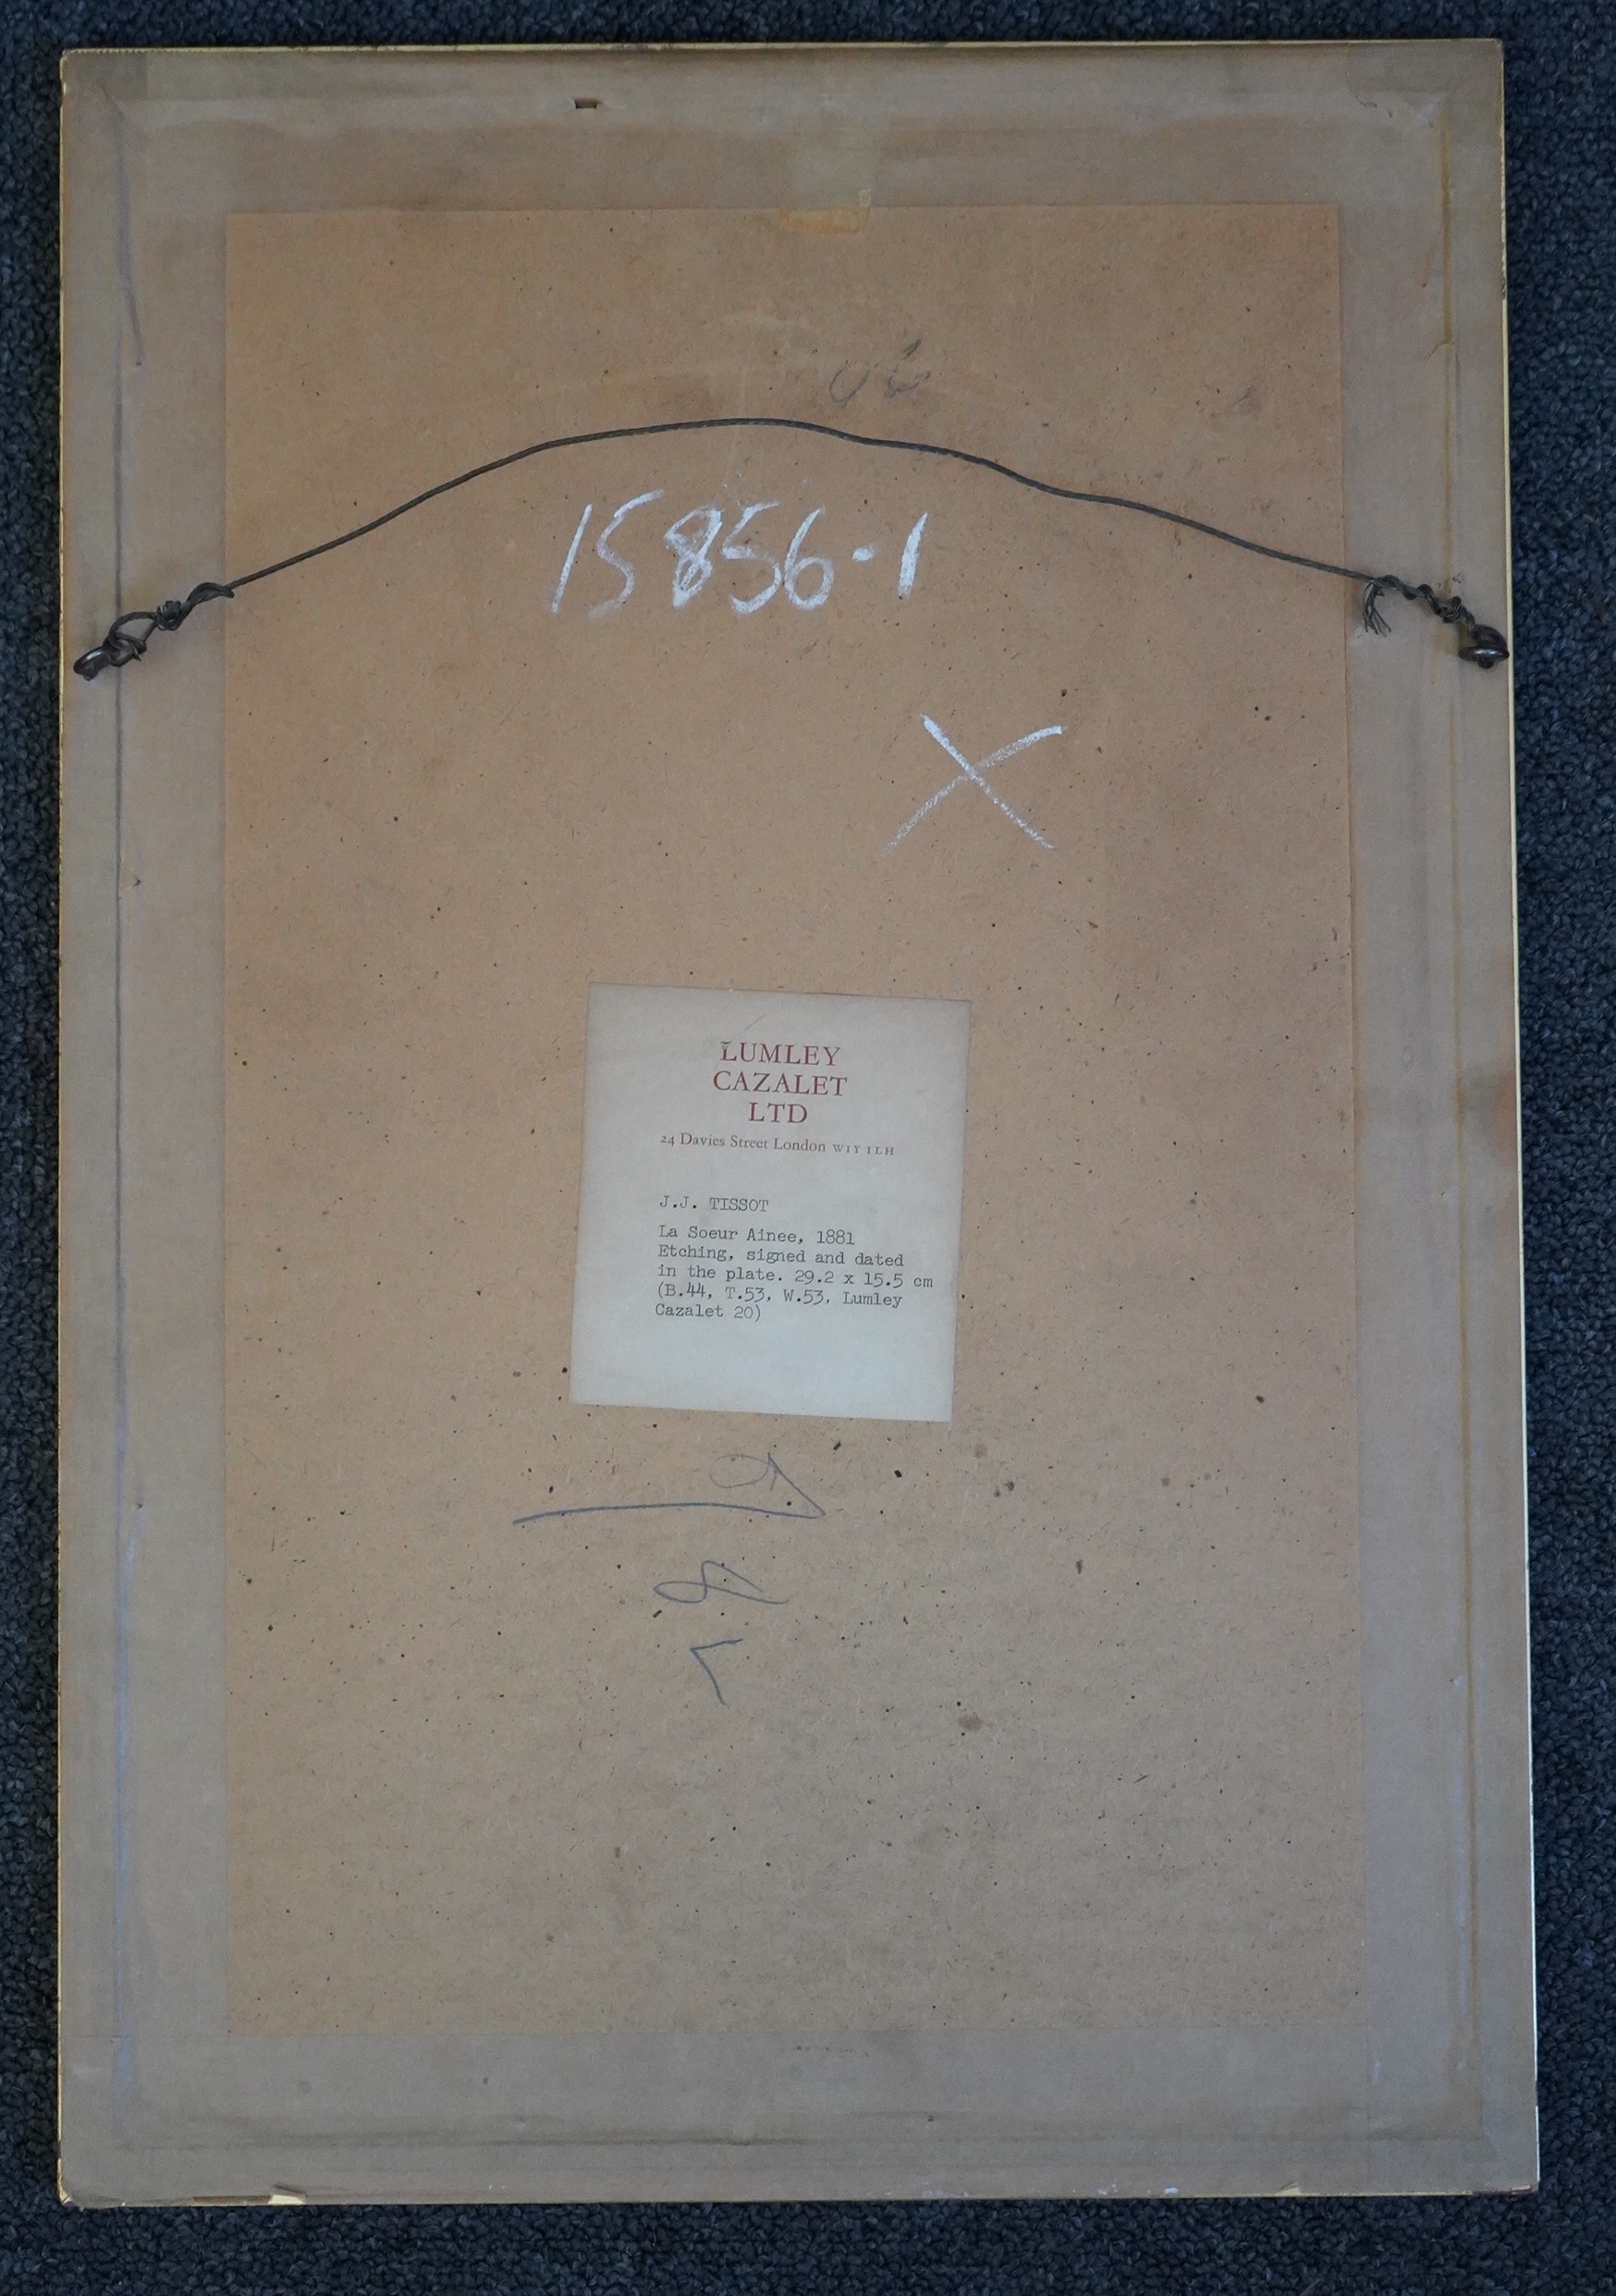 15856-1
X
LUMLEY
CAZALET
LTD
24 Davies Street London W1Y 1LH
J.J. TISSOT
La Soeur Ainee, 1881
Etching, signed and dated
in the plate. 29.2 x 15.5 cm
(B.44, T.53, W.53, Lumley
Cazalet 20)